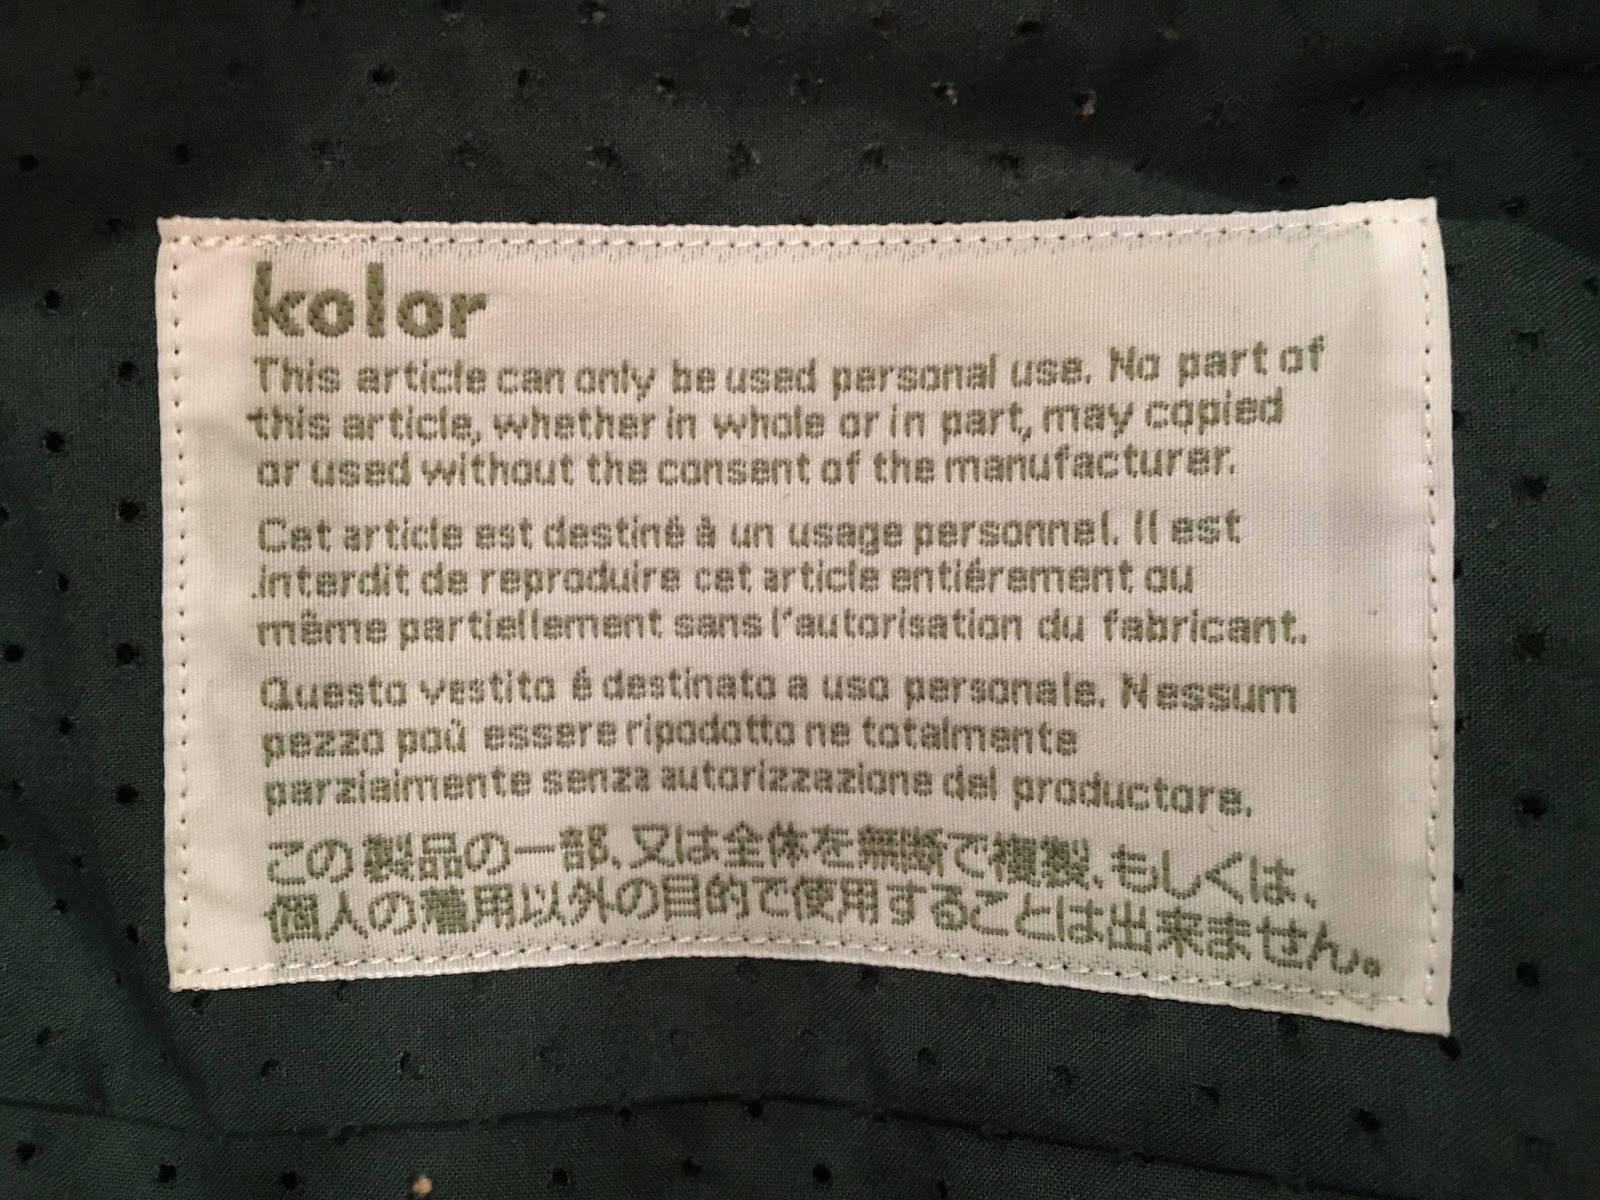 kolor
This article can only be used personal use. No part of
this article, whether in whole or in part, may copied
or used without the consent of the manufacturer.
Cet article est destiné à un usage personnel. Il est
interdit de reproduire cet article entiérement ou
même partiellement sans l'autorisation du fabricant.
Questo vestito é destinato a uso personale. Nessum
pezzo poü essere ripodotto ne totalmente
parzialmente senza autorizzazione del productore.
この製品の一部、又は全体を無断で複製、もしくは、
個人の着用以外の目的で使用することは出来ません。